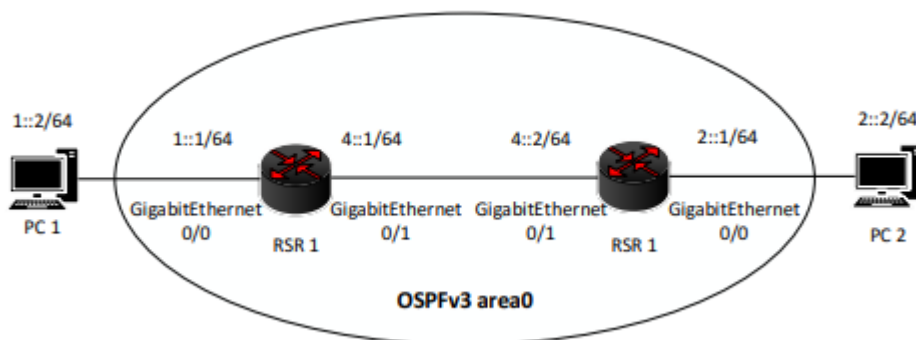 1::2/64
1::1/64
4::1/64
4::2/64
2::1/64
2::2/64
PC 1
GigabitEthernet
0/0
RSR 1
GigabitEthernet
0/1
GigabitEthernet
0/1
RSR 1
GigabitEthernet
0/0
PC 2
OSPFv3 area0